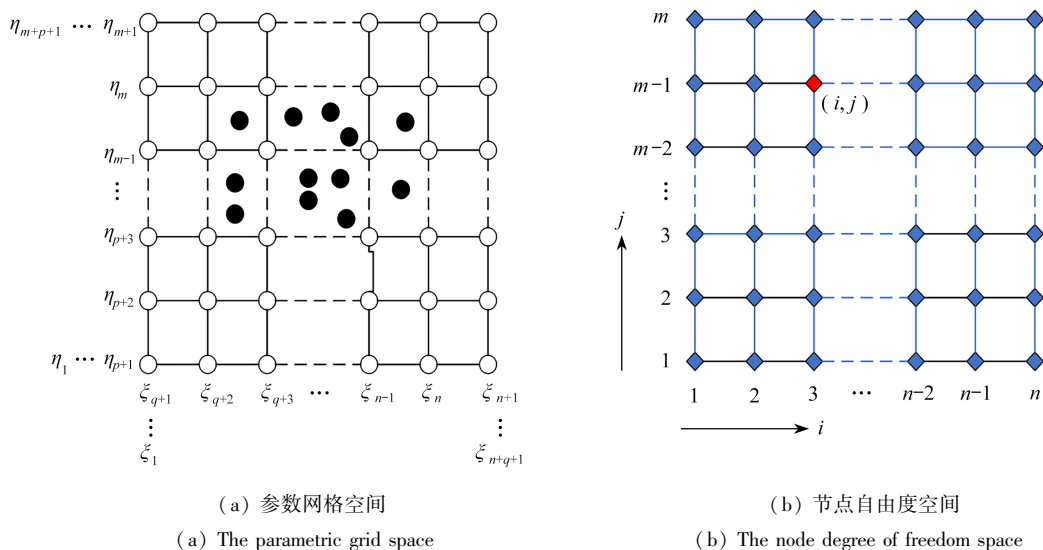 η_{m+p+1} ··· η_{m+1}
η_m
η_{m−1}
⋮
η_{p+3}
η_{p+2}
η_1 ··· η_{p+1}
ξ_{q+1} ξ_{q+2} ξ_{q+3} ··· ξ_{n−1} ξ_n ξ_{n+1}
⋮ ⋮
ξ_1 ξ_{n+q+1}
(a) 参数网格空间
(a) The parametric grid space
m
m−1
(i,j)
m−2
⋮
j
3
2
1
1 2 3 ··· n−2 n−1 n
i
(b) 节点自由度空间
(b) The node degree of freedom space